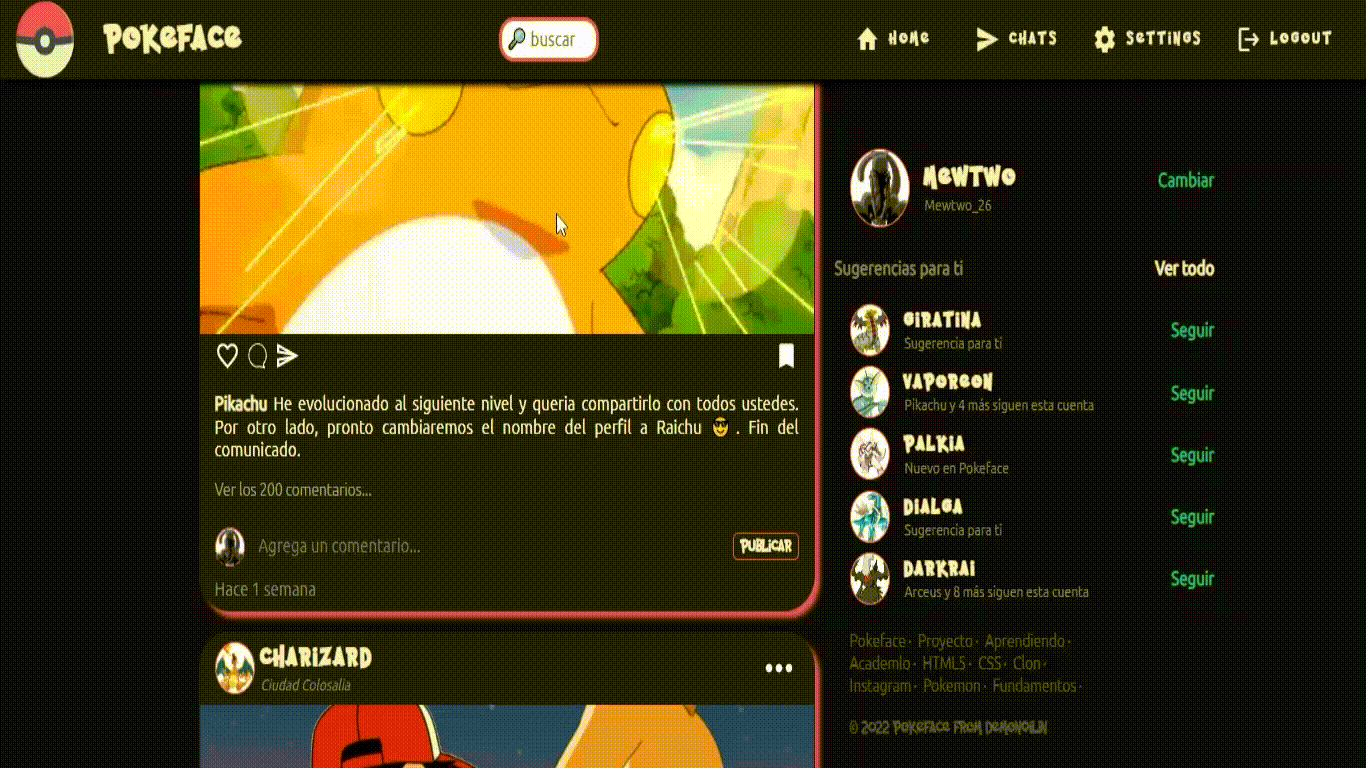 POKEFACE
buscar
HOME
CHATS
SETTINGS
LOGOUT
MEWTWO
Mewtwo_26
Cambiar
Sugerencias para ti
Ver todo
GIRATINA
Sugerencia para ti
Seguir
VAPOREON
Pikachu y 4 más siguen esta cuenta
Seguir
PALKIA
Nuevo en Pokeface
Seguir
DIALGA
Sugerencia para ti
Seguir
DARKRAI
Arceus y 8 más siguen esta cuenta
Seguir
Pokeface· Proyecto· Aprendiendo·
Academlo· HTML5· CSS· Clon·
Instagram· Pokemon· Fundamentos·
© 2022 POKEFACE FROM DEMONOIL31
Pikachu He evolucionado al siguiente nivel y queria compartirlo con todos ustedes.
Por otro lado, pronto cambiaremos el nombre del perfil a Raichu 😎. Fin del
comunicado.
Ver los 200 comentarios...
Agrega un comentario...
PUBLICAR
Hace 1 semana
CHARIZARD
Ciudad Colosalia